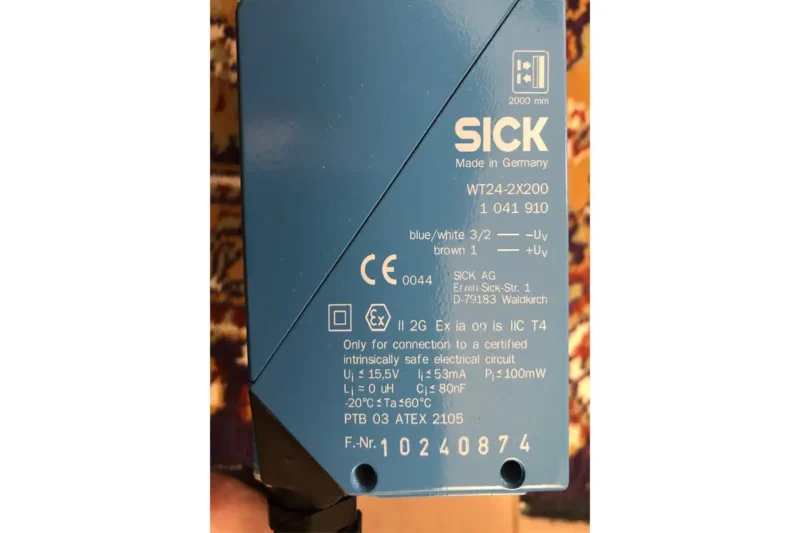 2000 mm
SICK
Made in Germany
WT24-2X200
1 041 910
blue/white 3/2 —— -Uv
brown 1 —— +Uv
CE 0044
SICK AG
Erwin-Sick-Str. 1
D-79183 Waldkirch
Ex II 2G Ex ia op is IIC T4
Only for connection to a certified
intrinsically safe electrical circuit
Ui ≤ 15,5V Ii ≤ 53mA Pi ≤ 100mW
Li = 0 uH Ci ≤ 80nF
-20°C ≤ Ta ≤ 60°C
PTB 03 ATEX 2105
F.-Nr. 10240874